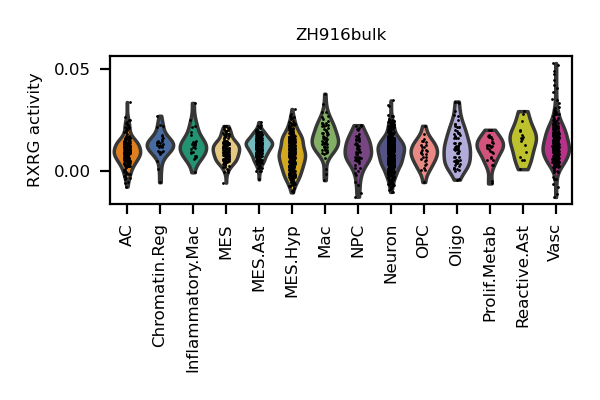 ZH916bulk
RXRG activity
0.05
0.00
AC
Chromatin.Reg
Inflammatory.Mac
MES
MES.Ast
MES.Hyp
Mac
NPC
Neuron
OPC
Oligo
Prolif.Metab
Reactive.Ast
Vasc